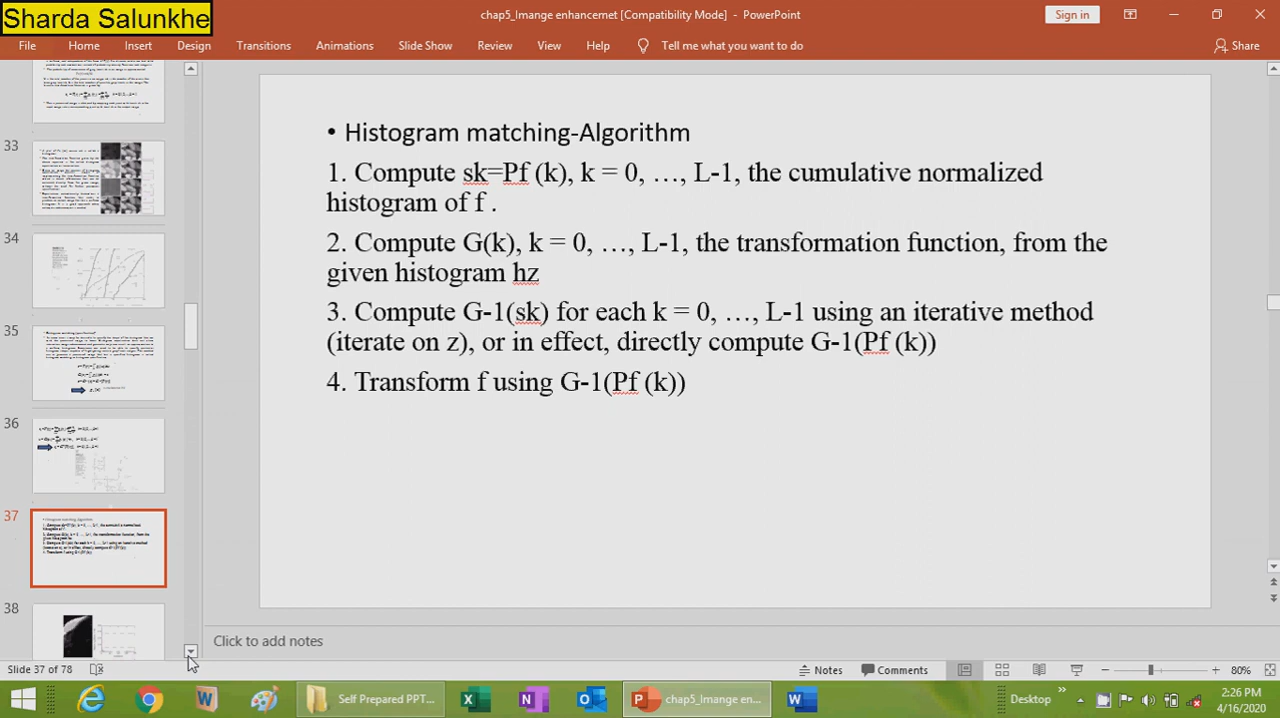 Sharda Salunkhe
chap5_Imange enhancemet [Compatibility Mode] - PowerPoint
Sign in
File Home Insert Design Transitions Animations Slide Show Review View Help Tell me what you want to do Share
33
34
35
36
37
38
• Histogram matching-Algorithm
1. Compute sk=Pf (k), k = 0, …, L-1, the cumulative normalized
histogram of f .
2. Compute G(k), k = 0, …, L-1, the transformation function, from the
given histogram hz
3. Compute G-1(sk) for each k = 0, …, L-1 using an iterative method
(iterate on z), or in effect, directly compute G-1(Pf (k))
4. Transform f using G-1(Pf (k))
Click to add notes
Slide 37 of 78 Notes Comments 80%
Self Prepared PPT... chap5_Imange en... Desktop
2:26 PM
4/16/2020